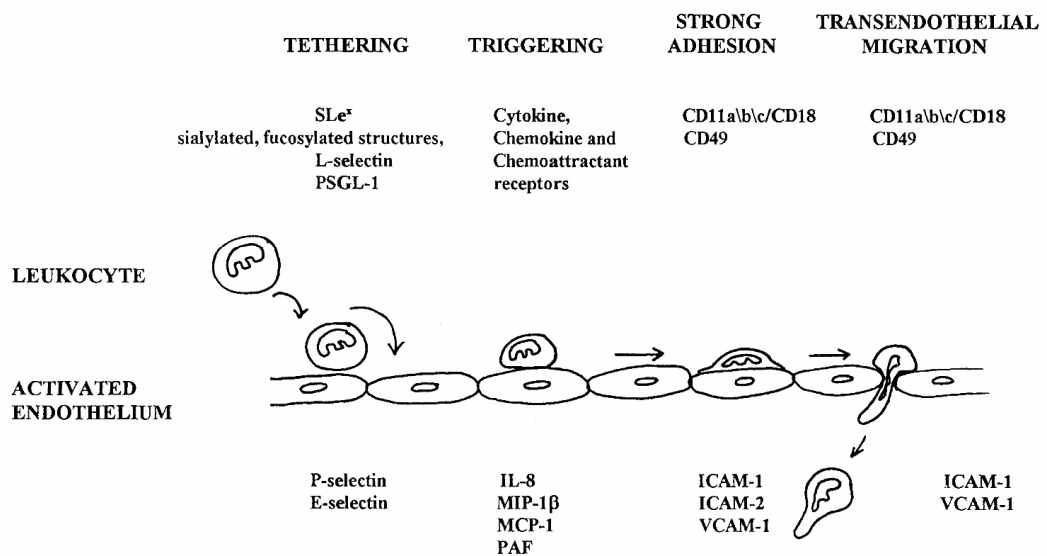 TETHERING
TRIGGERING
STRONG
ADHESION
TRANSENDOTHELIAL
MIGRATION
SLeˣ
sialylated, fucosylated structures,
L-selectin
PSGL-1
Cytokine,
Chemokine and
Chemoattractant
receptors
CD11a\b\c/CD18
CD49
CD11a\b\c/CD18
CD49
LEUKOCYTE
ACTIVATED
ENDOTHELIUM
P-selectin
E-selectin
IL-8
MIP-1β
MCP-1
PAF
ICAM-1
ICAM-2
VCAM-1
ICAM-1
VCAM-1